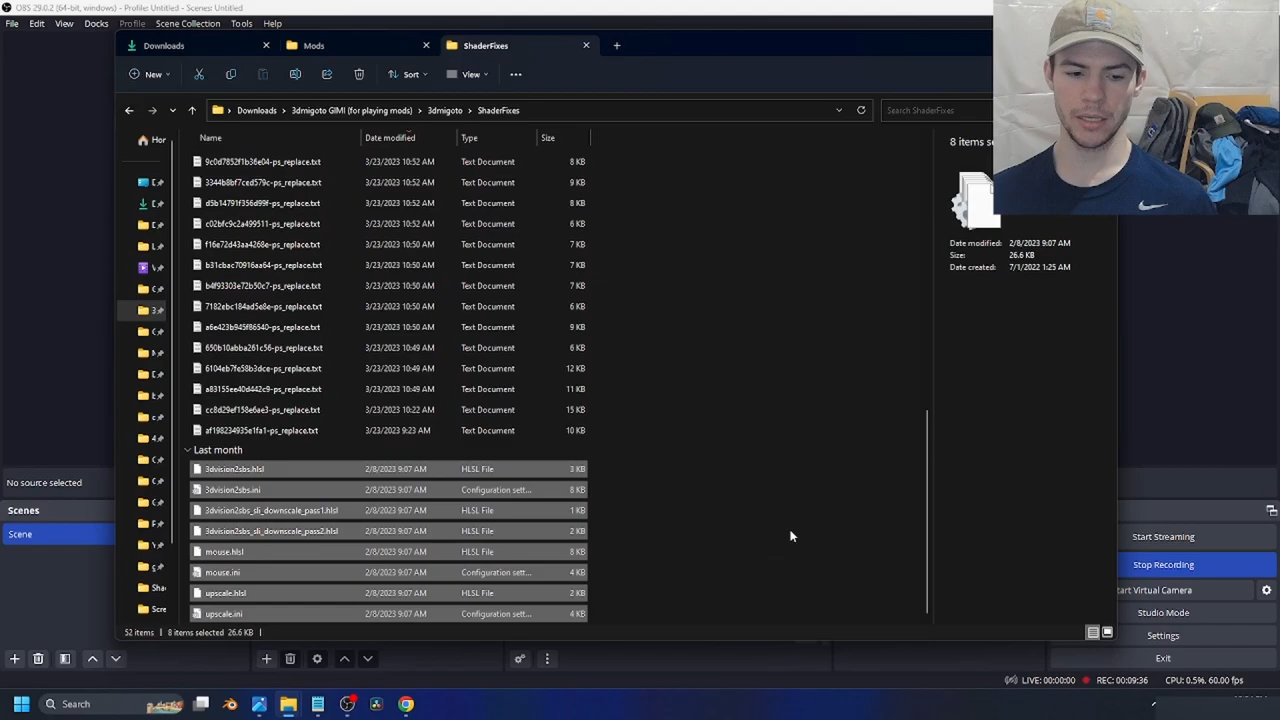 OBS 29.0.2 (64-bit, windows) - Profile: Untitled - Scenes: Untitled
File Edit View Docks Profile Scene Collection Tools Help
Downloads Mods ShaderFixes
New Sort View
Downloads 3dmigoto GIMI (for playing mods) 3dmigoto ShaderFixes Search ShaderFixes
Name Date modified Type Size
9c0d7852f1b36e04-ps_replace.txt 3/23/2023 10:52 AM Text Document 8 KB
3344b8bf7ced579c-ps_replace.txt 3/23/2023 10:52 AM Text Document 9 KB
d5b14791f356d99f-ps_replace.txt 3/23/2023 10:52 AM Text Document 8 KB
c02bfc9c2a499511-ps_replace.txt 3/23/2023 10:52 AM Text Document 6 KB
f16e72d43aa4268e-ps_replace.txt 3/23/2023 10:50 AM Text Document 7 KB
b31cbac70916aa64-ps_replace.txt 3/23/2023 10:50 AM Text Document 7 KB
b4f93303e72b50c7-ps_replace.txt 3/23/2023 10:50 AM Text Document 7 KB
7182ebc184ad5e8e-ps_replace.txt 3/23/2023 10:50 AM Text Document 6 KB
a6e423b945f86540-ps_replace.txt 3/23/2023 10:50 AM Text Document 9 KB
650b10abba261c56-ps_replace.txt 3/23/2023 10:49 AM Text Document 6 KB
6104eb7fe58b3dce-ps_replace.txt 3/23/2023 10:49 AM Text Document 12 KB
a83155ee40d442c9-ps_replace.txt 3/23/2023 10:49 AM Text Document 11 KB
cc8d29ef158e6ae3-ps_replace.txt 3/23/2023 10:22 AM Text Document 15 KB
af198234935e1fa1-ps_replace.txt 3/23/2023 9:23 AM Text Document 10 KB
Last month
3dvision2sbs.hlsl 2/8/2023 9:07 AM HLSL File 3 KB
3dvision2sbs.ini 2/8/2023 9:07 AM Configuration sett... 8 KB
3dvision2sbs_sli_downscale_pass1.hlsl 2/8/2023 9:07 AM HLSL File 1 KB
3dvision2sbs_sli_downscale_pass2.hlsl 2/8/2023 9:07 AM HLSL File 2 KB
mouse.hlsl 2/8/2023 9:07 AM HLSL File 8 KB
mouse.ini 2/8/2023 9:07 AM Configuration sett... 4 KB
upscale.hlsl 2/8/2023 9:07 AM HLSL File 2 KB
upscale.ini 2/8/2023 9:07 AM Configuration sett... 4 KB
52 items 8 items selected 26.6 KB
8 items
Date modified: 2/8/2023 9:07 AM
Size: 26.6 KB
Date created: 7/1/2022 1:25 AM
No source selected
Scenes
Scene
Start Streaming
Stop Recording
tart Virtual Camera
Studio Mode
Settings
Exit
LIVE: 00:00:00 REC: 00:09:36 CPU: 0.5%, 60.00 fps
Search